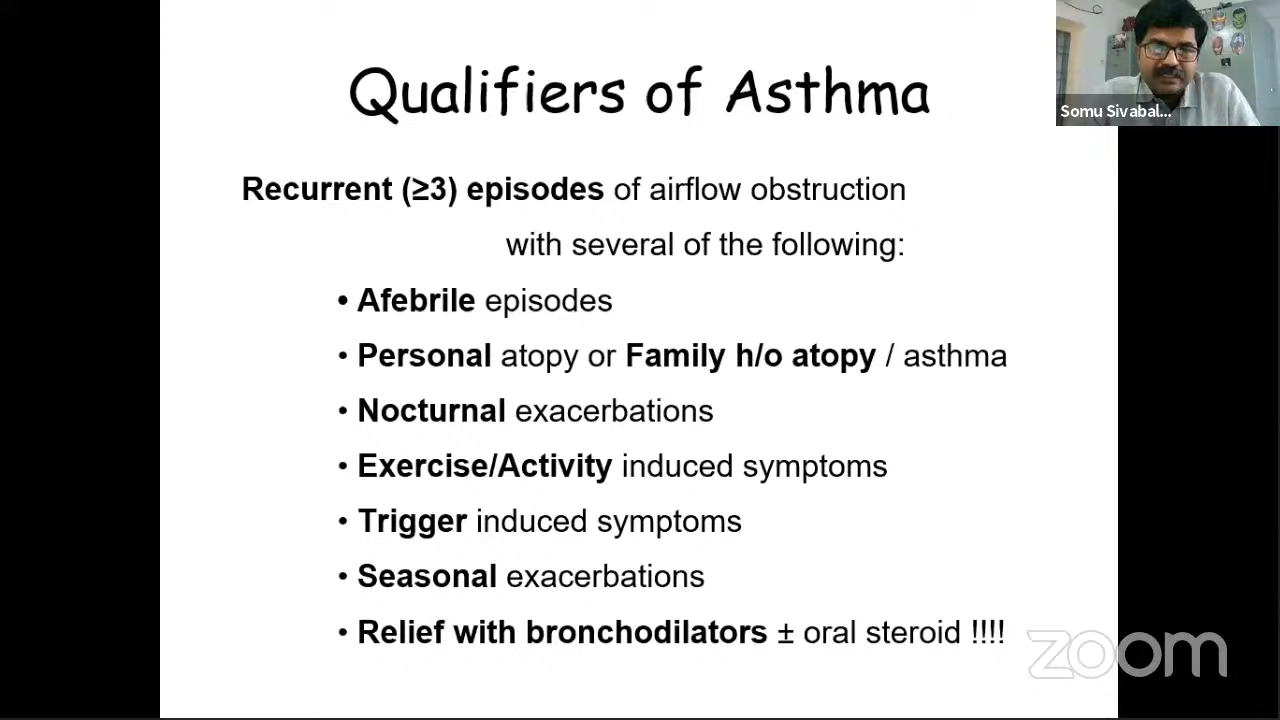 Qualifiers of Asthma
Somu Sivabal...
Recurrent (≥3) episodes of airflow obstruction
with several of the following:
• Afebrile episodes
• Personal atopy or Family h/o atopy / asthma
• Nocturnal exacerbations
• Exercise/Activity induced symptoms
• Trigger induced symptoms
• Seasonal exacerbations
• Relief with bronchodilators ± oral steroid !!!!
zoom